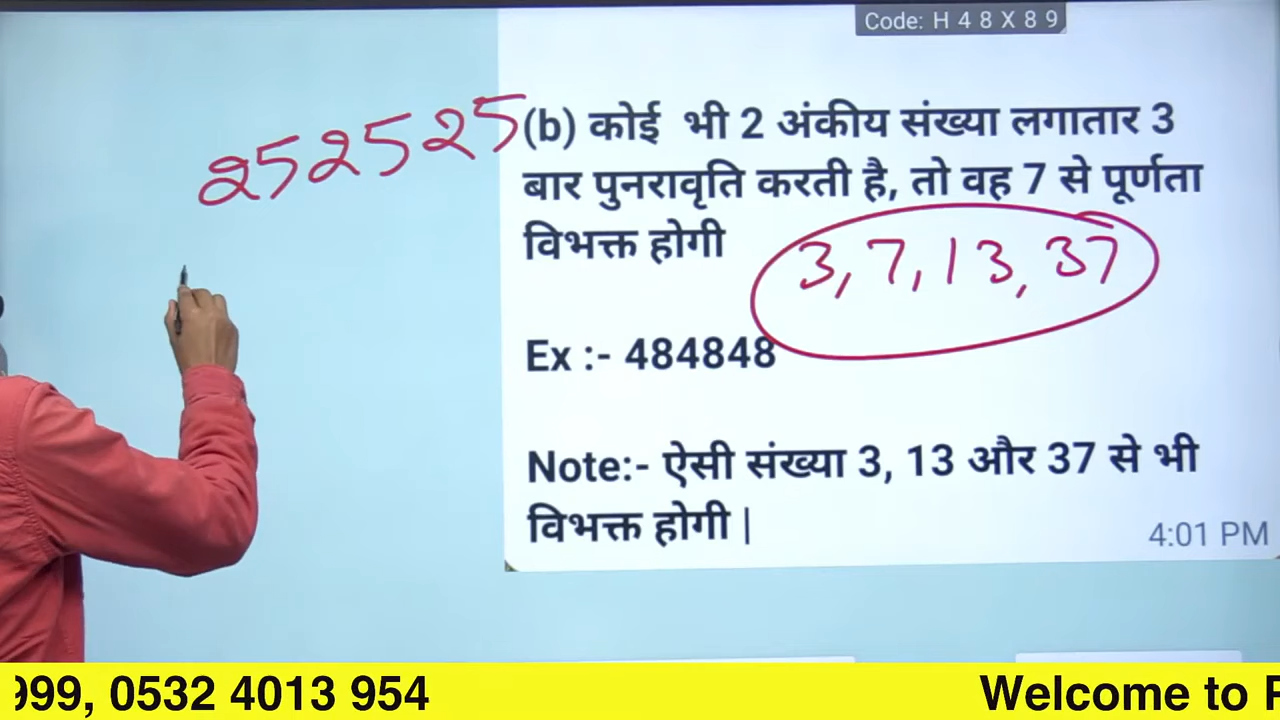 Code: H 4 8 X 8 9
252525
(b) कोई भी 2 अंकीय संख्या लगातार 3
बार पुनरावृति करती है, तो वह 7 से पूर्णता
विभक्त होगी
3, 7, 13, 37
Ex :- 484848
Note:- ऐसी संख्या 3, 13 और 37 से भी
विभक्त होगी |
4:01 PM
999, 0532 4013 954
Welcome to